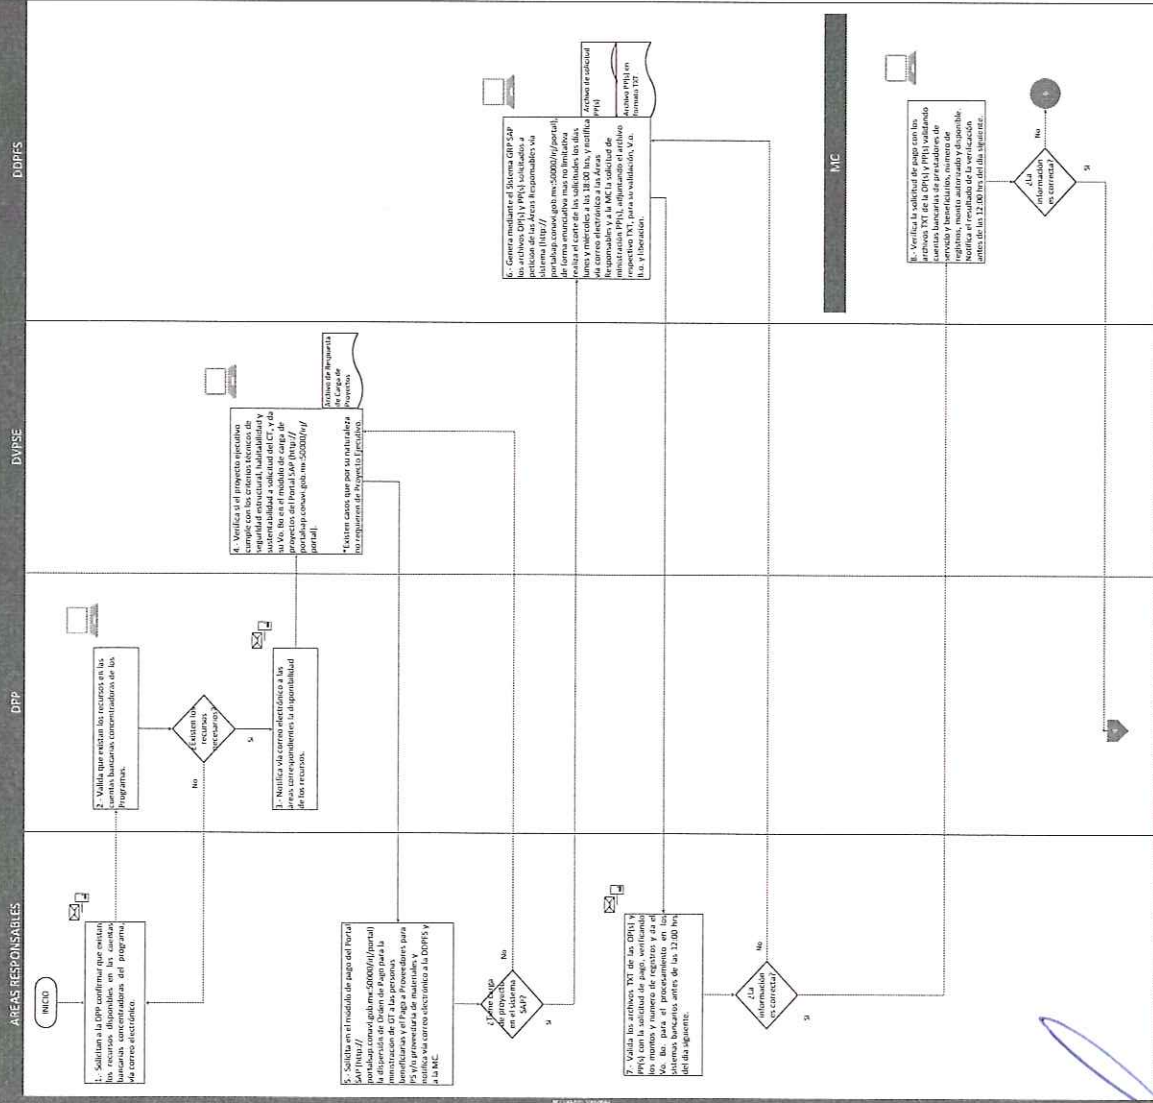 ÁREAS RESPONSABLES
DPP
DVPSE
DDPFS
INICIO
1.- Solicitan a la DPP confirmar que existan
los recursos disponibles en las cuentas
bancarias concentradoras del programa,
vía correo electrónico.
2.- Valida que existan los recursos en las
cuentas bancarias concentradoras de los
Programas.
¿Existen los
recursos
necesarios?
No
Si
3.- Notifica vía correo electrónico a las
áreas correspondientes la disponibilidad
de los recursos.
4.- Verifica si el proyecto ejecutivo
cumple con los criterios técnicos de
seguridad estructural, habitabilidad y
sustentabilidad a solicitud del CT, y da
su Vo. Bo en el módulo de carga de
proyectos del Portal SAP (http://
portalsap.conavi.gob.mx:50000/irj/
portal).
*Existen casos que por su naturaleza
no requieren de Proyecto Ejecutivo.
Archivo de Respuesta
de Carga de
Proyectos
5.- Solicita en el módulo de pago del Portal
SAP (http://
portalsap.conavi.gob.mx:50000/irj/portal)
la dispersión de Orden de Pago para la
ministración de GT a las personas
beneficiarias y el Pago a Proveedores para
PS y/o proveeduría de materiales y
notifica vía correo electrónico a la DDPFS y
a la MC.
¿Tiene carga
de proyecto
en el sistema
SAP?
No
Si
6.- Genera mediante el Sistema GRP SAP
los archivos OP(s) y PP(s) solicitados a
petición de las Áreas Responsables vía
sistema (http://
portalsap.conavi.gob.mx:50000/irj/portal),
de forma enunciativa mas no limitativa
realiza el corte de las solicitudes los días
lunes y miércoles a las 18:00 hrs, y notifica
vía correo electrónico a las Áreas
Responsables y a la MC la solicitud de
ministración PP(s), adjuntando el archivo
respectivo TXT, para su validación, V.o.
B.o. y liberación.
Archivo de solicitud
PP(s)
Archivo PP(s) en
formato TXT
7.- Valida los archivos TXT de las OP(s) y
PP(s) con la solicitud de pago, verificando
los montos y numero de registros y da el
Vo. Bo. para el procesamiento en los
sistemas bancarios antes de las 12:00 hrs
del día siguiente.
¿La
información
es correcta?
No
Si
MC
8.- Verifica la solicitud de pago con los
archivos TXT de la OP(s) y PP(s) validando
cuentas bancarias de prestadores de
servicio y beneficiarios, número de
registros, monto autorizado y disponible.
Notifica el resultado de la verificación
antes de las 12:00 hrs del día siguiente.
¿La
información
es correcta?
No
Si